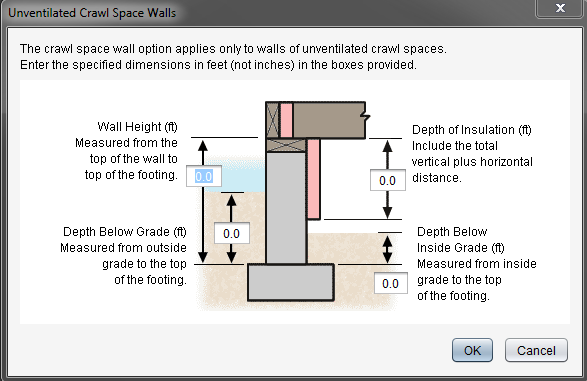 Unventilated Crawl Space Walls
X
The crawl space wall option applies only to walls of unventilated crawl spaces.
Enter the specified dimensions in feet (not inches) in the boxes provided.
Wall Height (ft)
Measured from the
top of the wall to
top of the footing.
0.0
Depth of Insulation (ft)
Include the total
vertical plus horizontal
distance.
0.0
Depth Below Grade (ft)
Measured from outside
grade to the top
of the footing.
0.0
Depth Below
Inside Grade (ft)
Measured from inside
grade to the top
of the footing.
0.0
OK
Cancel